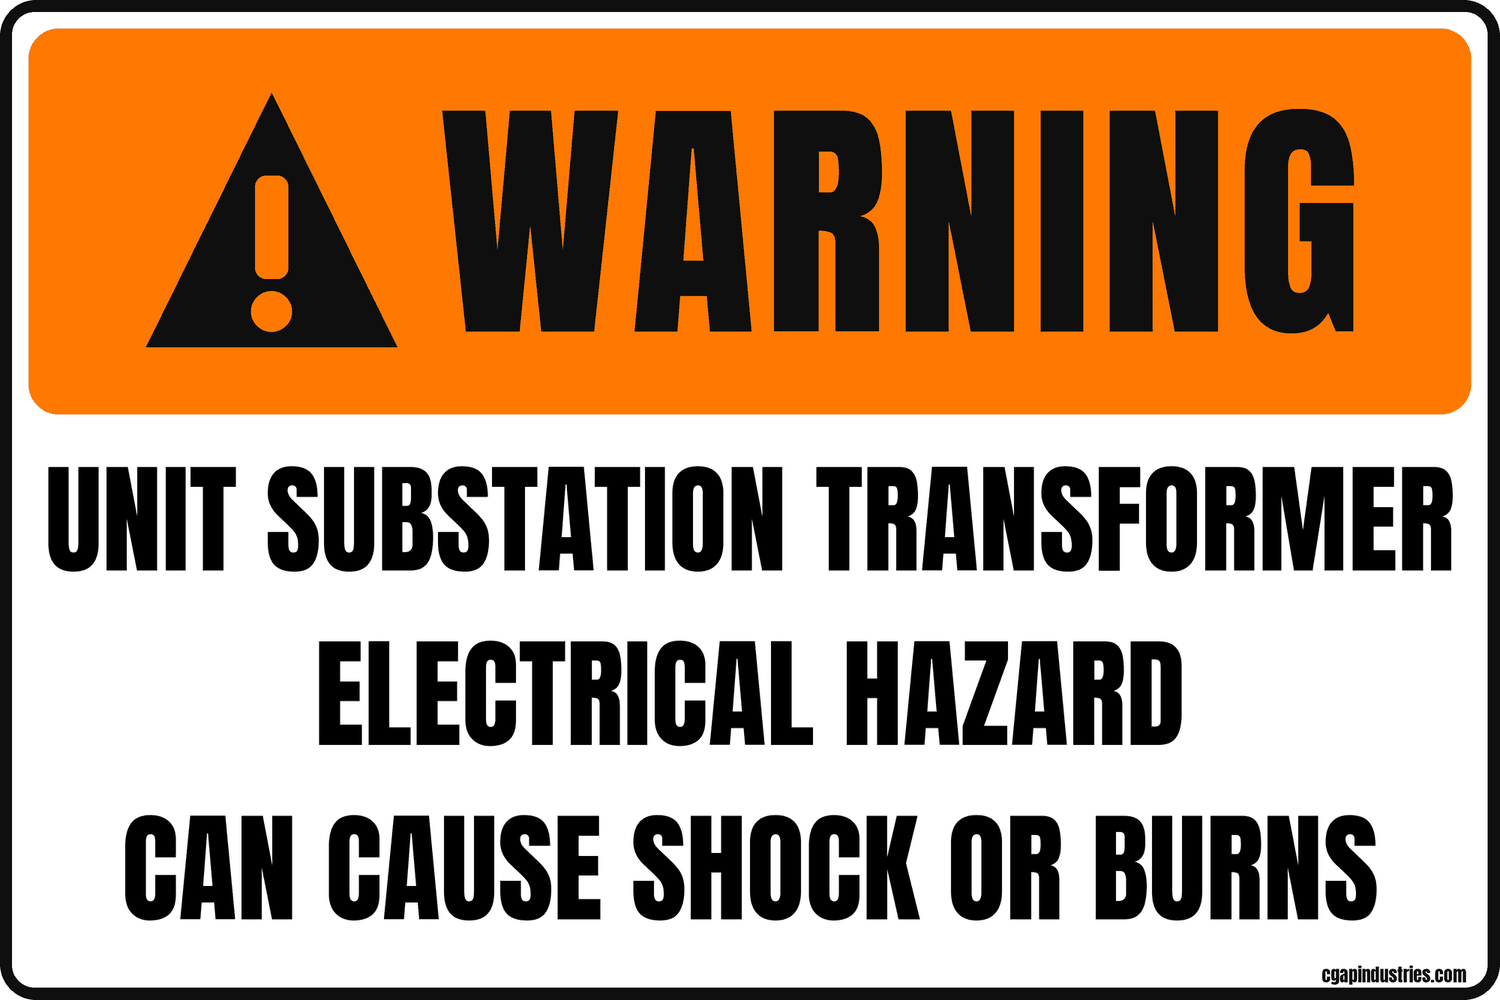 WARNING
UNIT SUBSTATION TRANSFORMER
ELECTRICAL HAZARD
CAN CAUSE SHOCK OR BURNS
cgapindustries.com